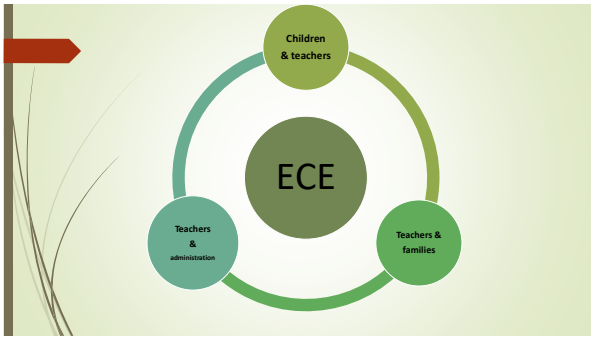 Children
& teachers
ECE
Teachers
&
administration
Teachers &
families